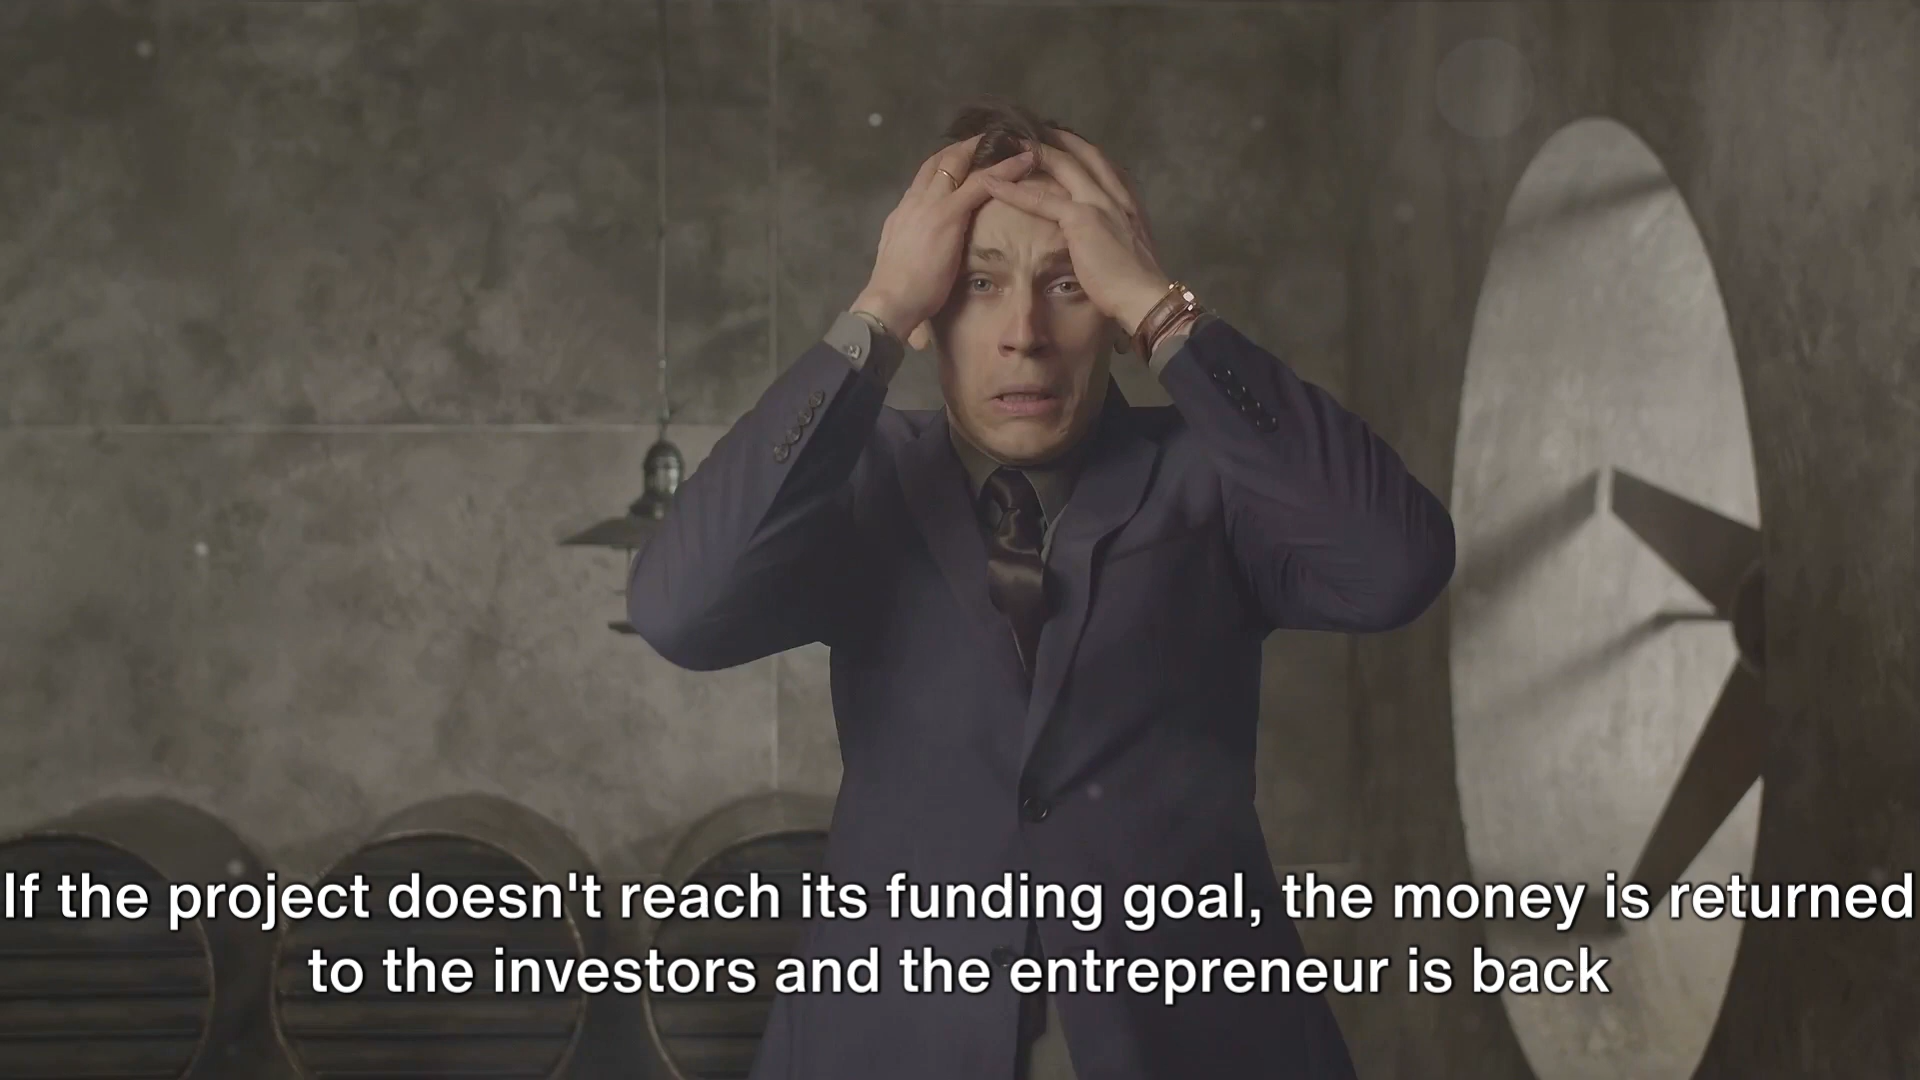 If the project doesn't reach its funding goal, the money is returned
to the investors and the entrepreneur is back